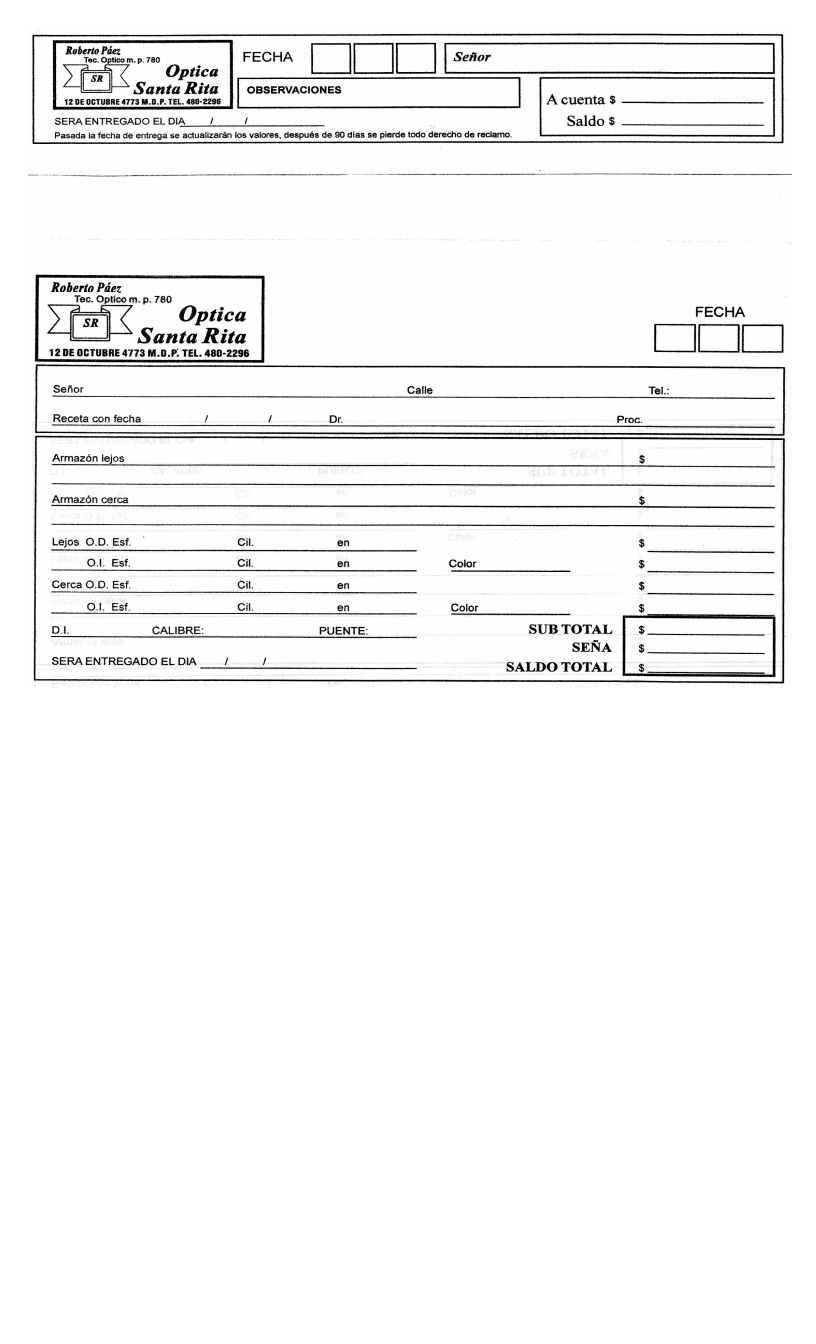 Roberto Páez
Tec. Optico m. p. 780
SR
Optica
Santa Rita
12 DE OCTUBRE 4773 M.D.P. TEL. 480-2296
FECHA
Señor
OBSERVACIONES
A cuenta $
Saldo $
SERA ENTREGADO EL DIA / /
Pasada la fecha de entrega se actualizarán los valores, después de 90 días se pierde todo derecho de reclamo.
Roberto Páez
Tec. Optico m. p. 780
SR
Optica
Santa Rita
12 DE OCTUBRE 4773 M.D.P. TEL. 480-2296
FECHA
Señor Calle Tel.:
Receta con fecha / / Dr. Proc.
Armazón lejos $
Armazón cerca $
Lejos O.D. Esf. Cil. en $
O.I. Esf. Cil. en Color $
Cerca O.D. Esf. Cil. en $
O.I. Esf. Cil. en Color $
D.I. CALIBRE: PUENTE: SUB TOTAL $
SEÑA $
SERA ENTREGADO EL DIA / /
SALDO TOTAL $